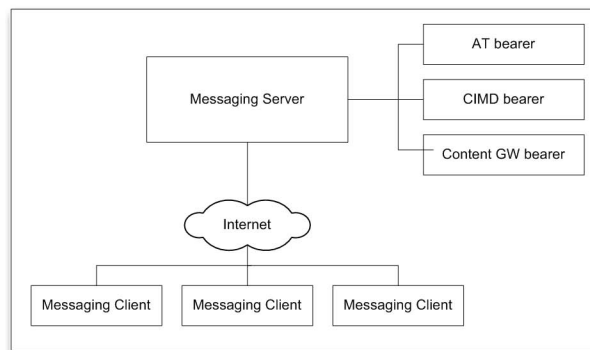 AT bearer
Messaging Server
CIMD bearer
Content GW bearer
Internet
Messaging Client
Messaging Client
Messaging Client